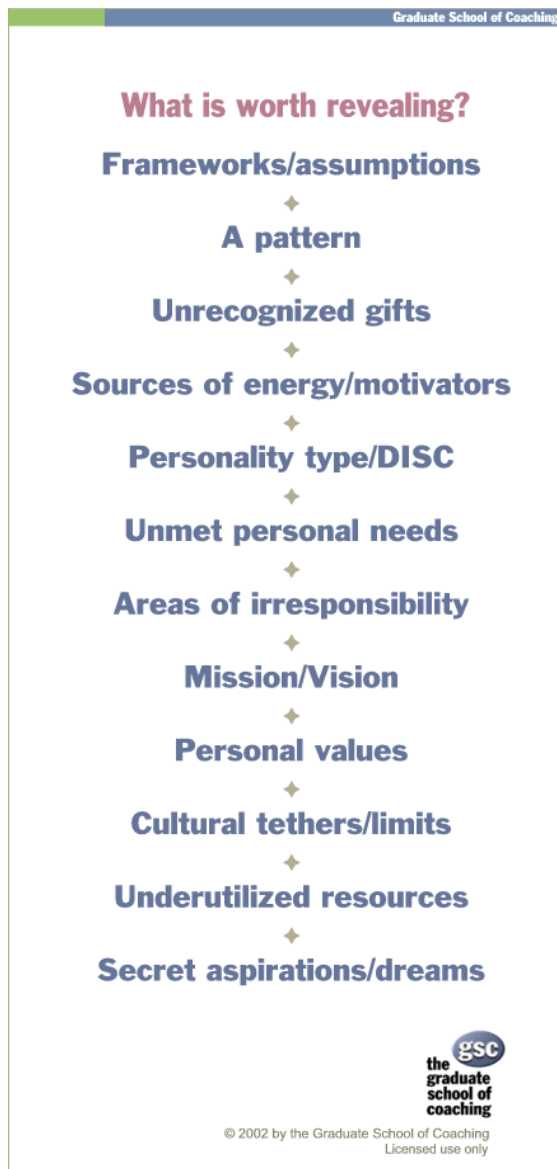 Graduate School of Coaching
What is worth revealing?
Frameworks/assumptions
A pattern
Unrecognized gifts
Sources of energy/motivators
Personality type/DISC
Unmet personal needs
Areas of irresponsibility
Mission/Vision
Personal values
Cultural tethers/limits
Underutilized resources
Secret aspirations/dreams
gsc
the
graduate
school of
coaching
© 2002 by the Graduate School of Coaching
Licensed use only